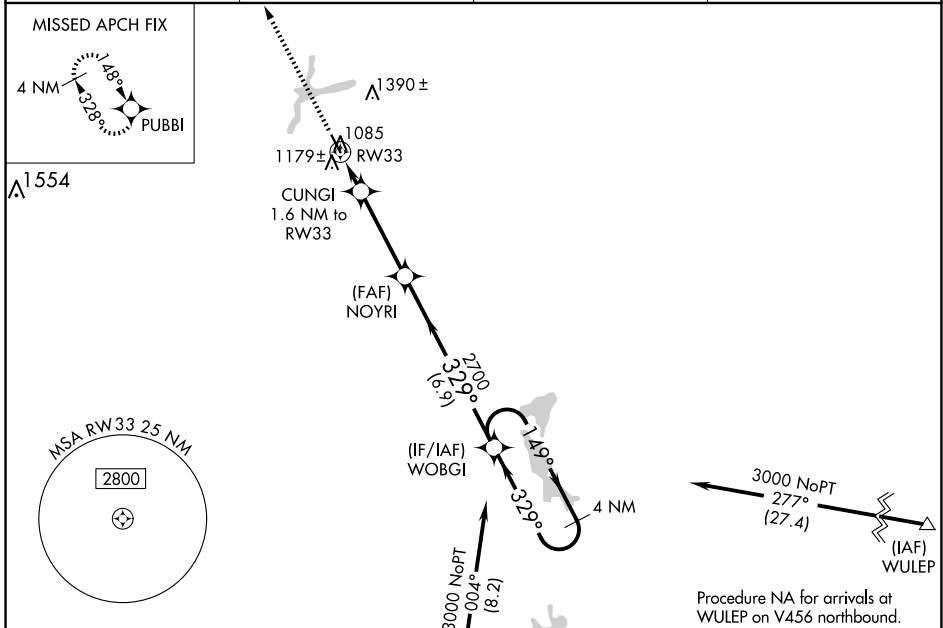 MISSED APCH FIX
4 NM
148°
328°
PUBBI
1554
1390 ±
1085
1179 ±
RW33
CUNGI
1.6 NM to
RW33
(FAF)
NOYRI
2700
329°
(6.9)
(IF/IAF)
WOBGI
149°
329°
4 NM
MSA RW33 25 NM
2800
3000 NoPT
004°
(8.2)
3000 NoPT
277°
(27.4)
(IAF)
WULEP
Procedure NA for arrivals at
WULEP on V456 northbound.